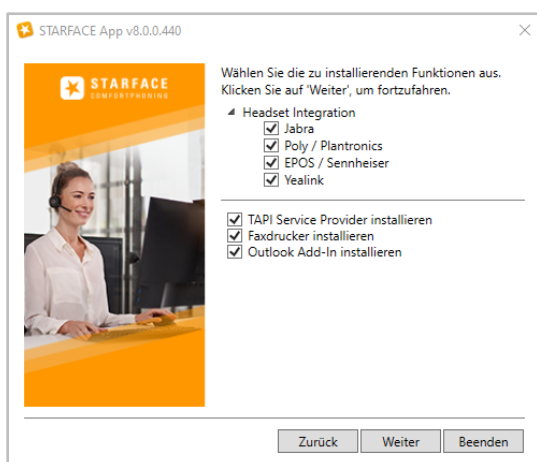 STARFACE App v8.0.0.440
STARFACE
COMFORTPHONING
Wählen Sie die zu installierenden Funktionen aus.
Klicken Sie auf 'Weiter', um fortzufahren.
Headset Integration
Jabra
Poly / Plantronics
EPOS / Sennheiser
Yealink
TAPI Service Provider installieren
Faxdrucker installieren
Outlook Add-In installieren
Zurück
Weiter
Beenden